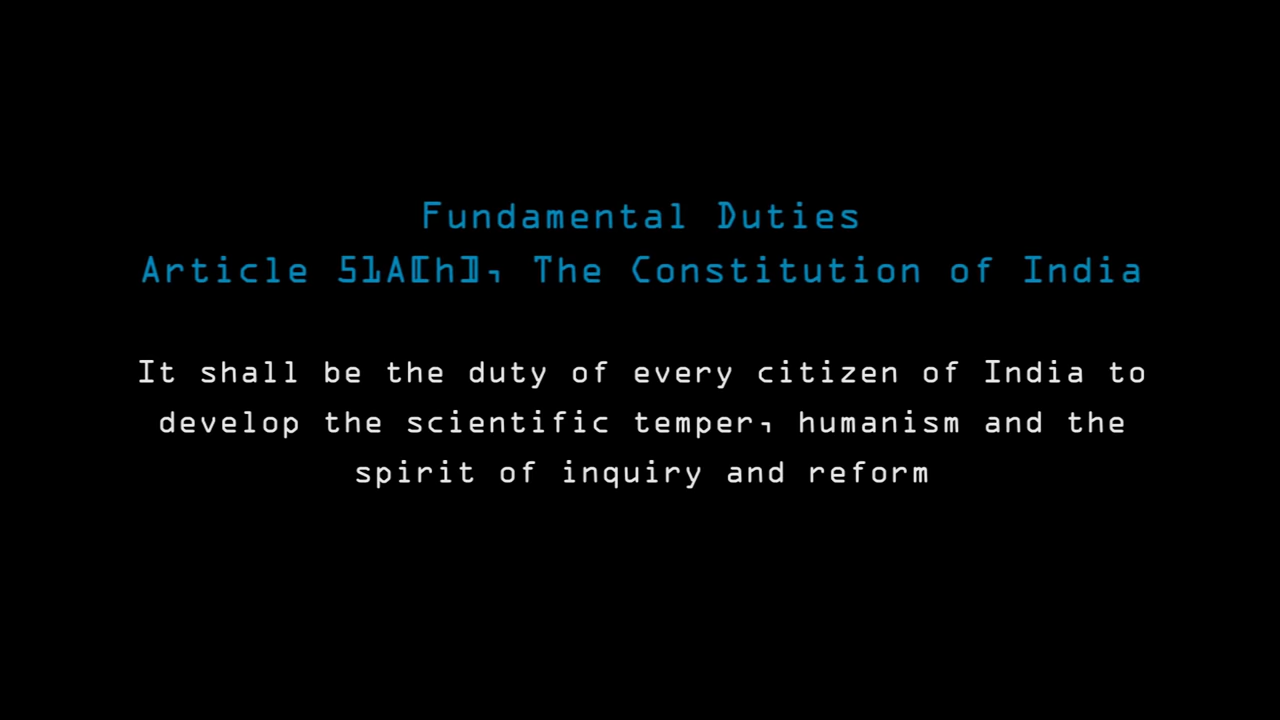 Fundamental Duties
Article 51A[h], The Constitution of India
It shall be the duty of every citizen of India to
develop the scientific temper, humanism and the
spirit of inquiry and reform